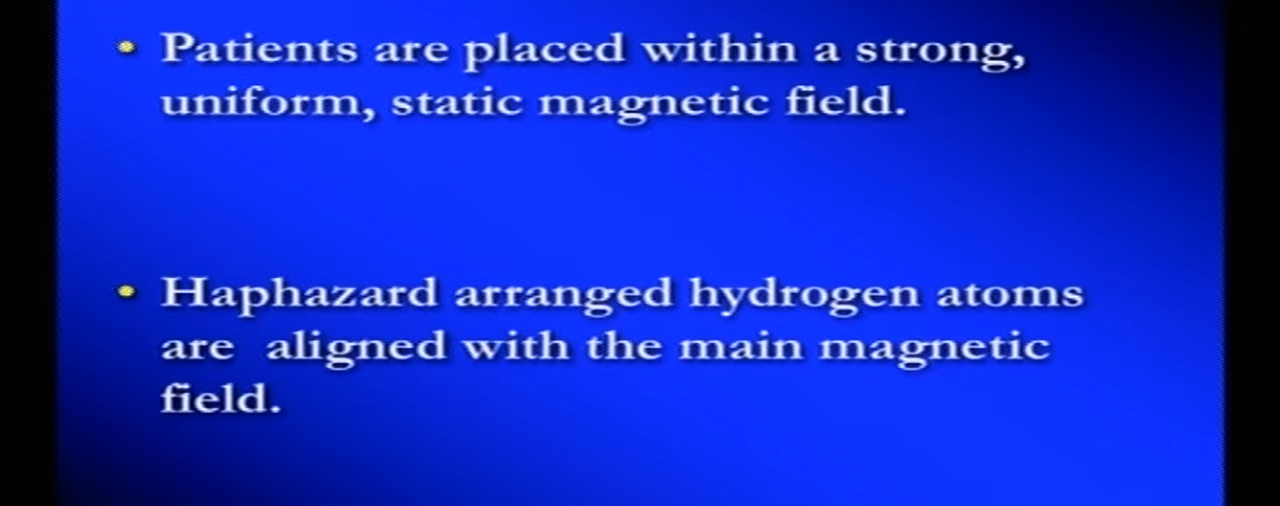 • Patients are placed within a strong,
uniform, static magnetic field.
• Haphazard arranged hydrogen atoms
are  aligned with the main magnetic
field.